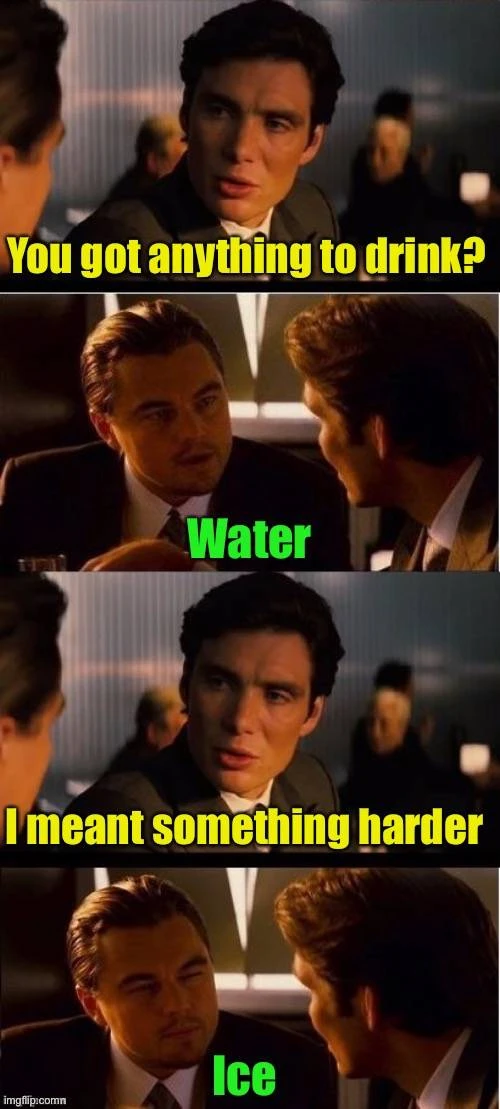 You got anything to drink?
Water
I meant something harder
Ice
imgflip.com